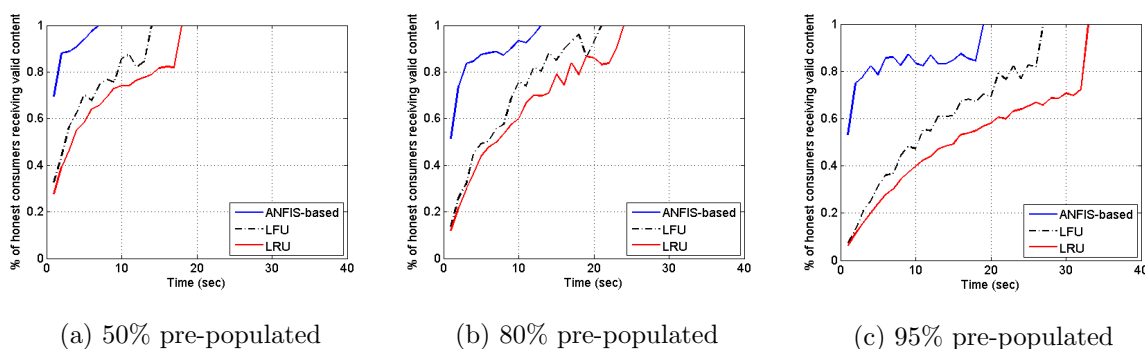 % of honest consumers receiving valid content
1
0.8
0.6
0.4
0.2
0
0 10 20 30 40
Time (sec)
ANFIS-based
LFU
LRU
(a) 50% pre-populated
% of honest consumers receiving valid content
1
0.8
0.6
0.4
0.2
0
0 10 20 30 40
Time (sec)
ANFIS-based
LFU
LRU
(b) 80% pre-populated
% of honest consumers receiving valid content
1
0.8
0.6
0.4
0.2
0
0 10 20 30 40
Time (sec)
ANFIS-based
LFU
LRU
(c) 95% pre-populated